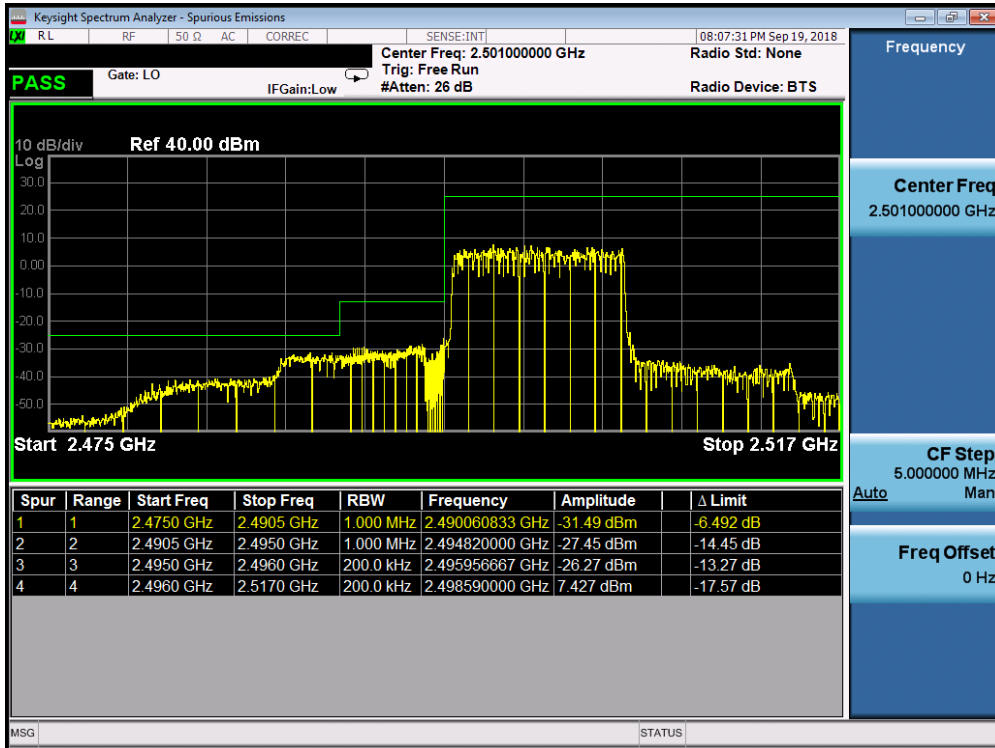 Keysight Spectrum Analyzer - Spurious Emissions
LXI RL RF 50 Ω AC CORREC SENSE:INT 08:07:31 PM Sep 19, 2018
Center Freq: 2.501000000 GHz Radio Std: None
PASS Gate: LO Trig: Free Run
IFGain:Low #Atten: 26 dB Radio Device: BTS
10 dB/div Ref 40.00 dBm
Log
30.0
20.0
10.0
0.00
-10.0
-20.0
-30.0
-40.0
-50.0
Start 2.475 GHz Stop 2.517 GHz
Spur Range Start Freq Stop Freq RBW Frequency Amplitude Δ Limit
1 1 2.4750 GHz 2.4905 GHz 1.000 MHz 2.490060833 GHz -31.49 dBm -6.492 dB
2 2 2.4905 GHz 2.4950 GHz 1.000 MHz 2.494820000 GHz -27.45 dBm -14.45 dB
3 3 2.4950 GHz 2.4960 GHz 200.0 kHz 2.495956667 GHz -26.27 dBm -13.27 dB
4 4 2.4960 GHz 2.5170 GHz 200.0 kHz 2.498590000 GHz 7.427 dBm -17.57 dB
Frequency
Center Freq
2.501000000 GHz
CF Step
5.000000 MHz
Auto Man
Freq Offset
0 Hz
MSG STATUS